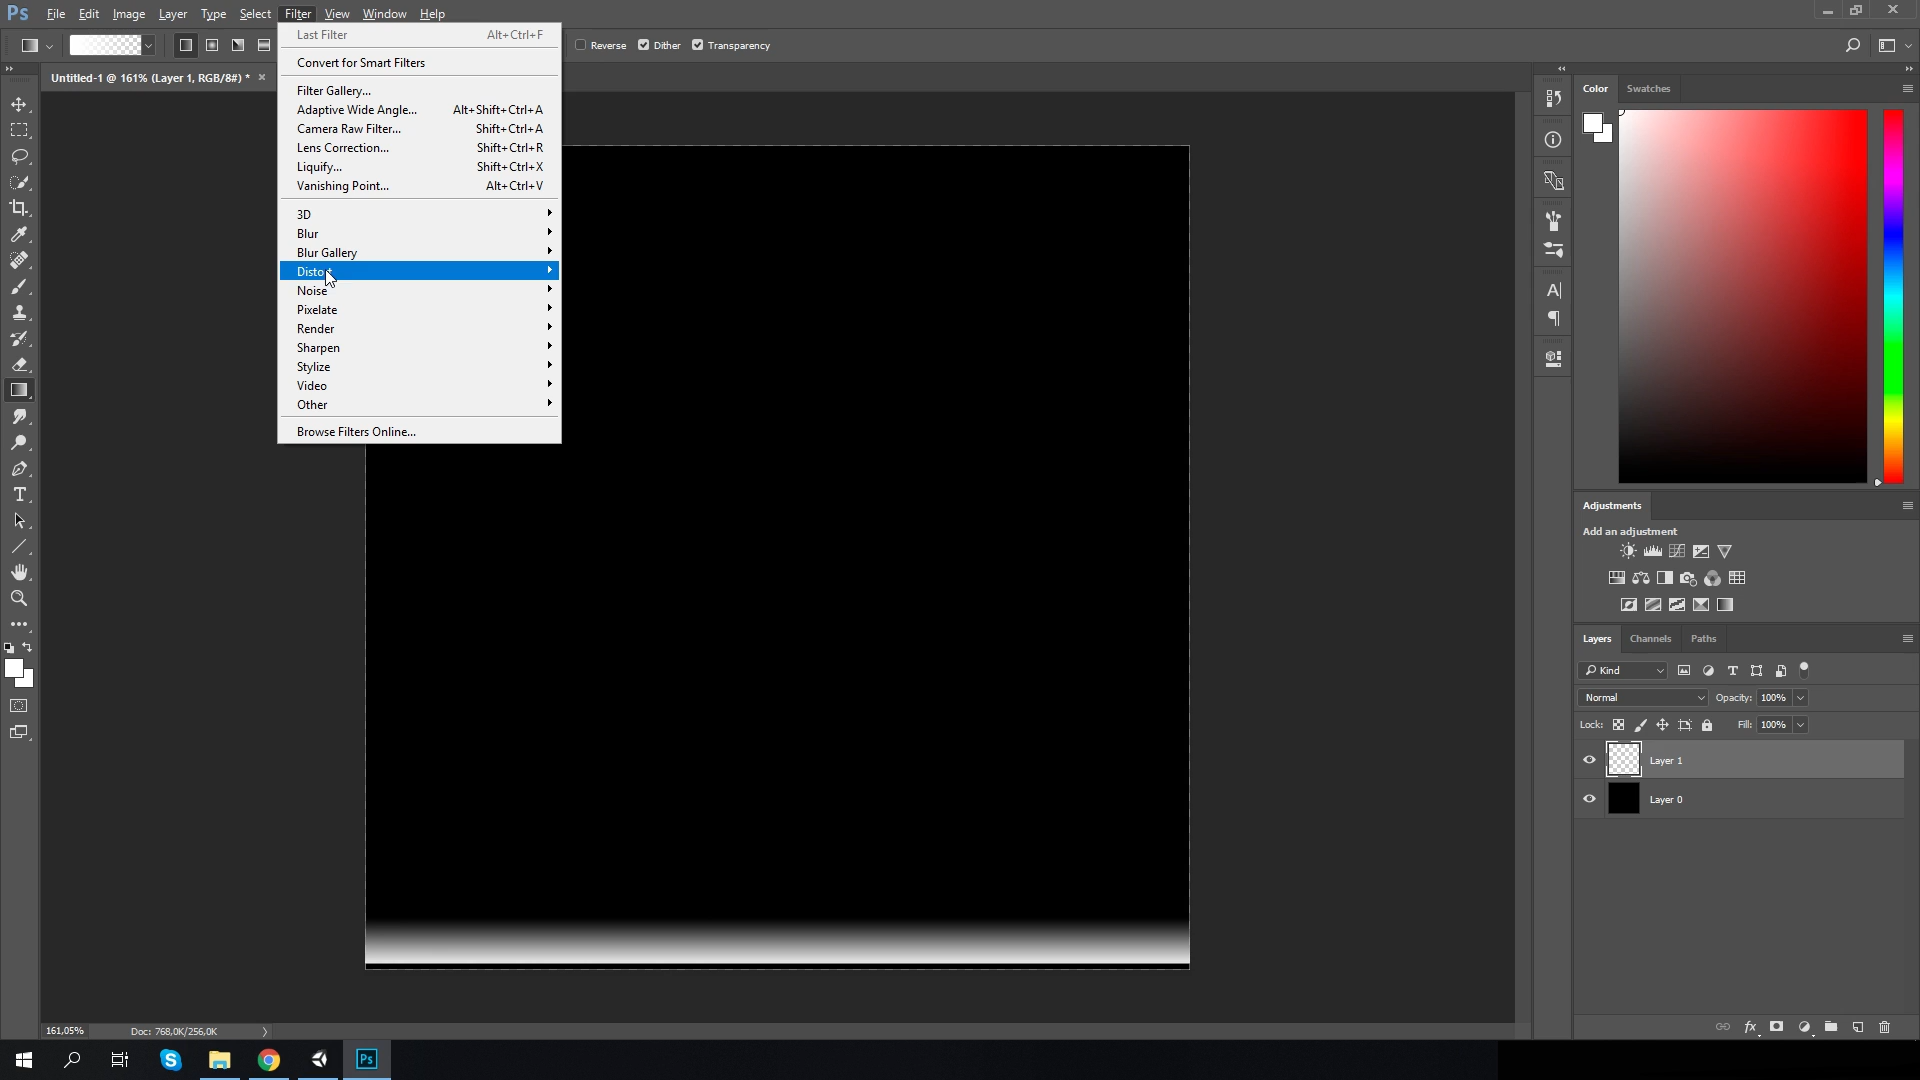 Ps File Edit Image Layer Type Select Filter View Window Help
Last Filter Alt+Ctrl+F
Reverse Dither Transparency
Convert for Smart Filters
Untitled-1 @ 161% (Layer 1, RGB/8#) *
Filter Gallery...
Adaptive Wide Angle... Alt+Shift+Ctrl+A
Camera Raw Filter... Shift+Ctrl+A
Lens Correction... Shift+Ctrl+R
Liquify... Shift+Ctrl+X
Vanishing Point... Alt+Ctrl+V
3D
Blur
Blur Gallery
Distort
Noise
Pixelate
Render
Sharpen
Stylize
Video
Other
Browse Filters Online...
Color Swatches
Adjustments
Add an adjustment
Layers Channels Paths
Kind
Normal Opacity: 100%
Lock: Fill: 100%
Layer 1
Layer 0
161,05% Doc: 768,0K/256,0K
Ps